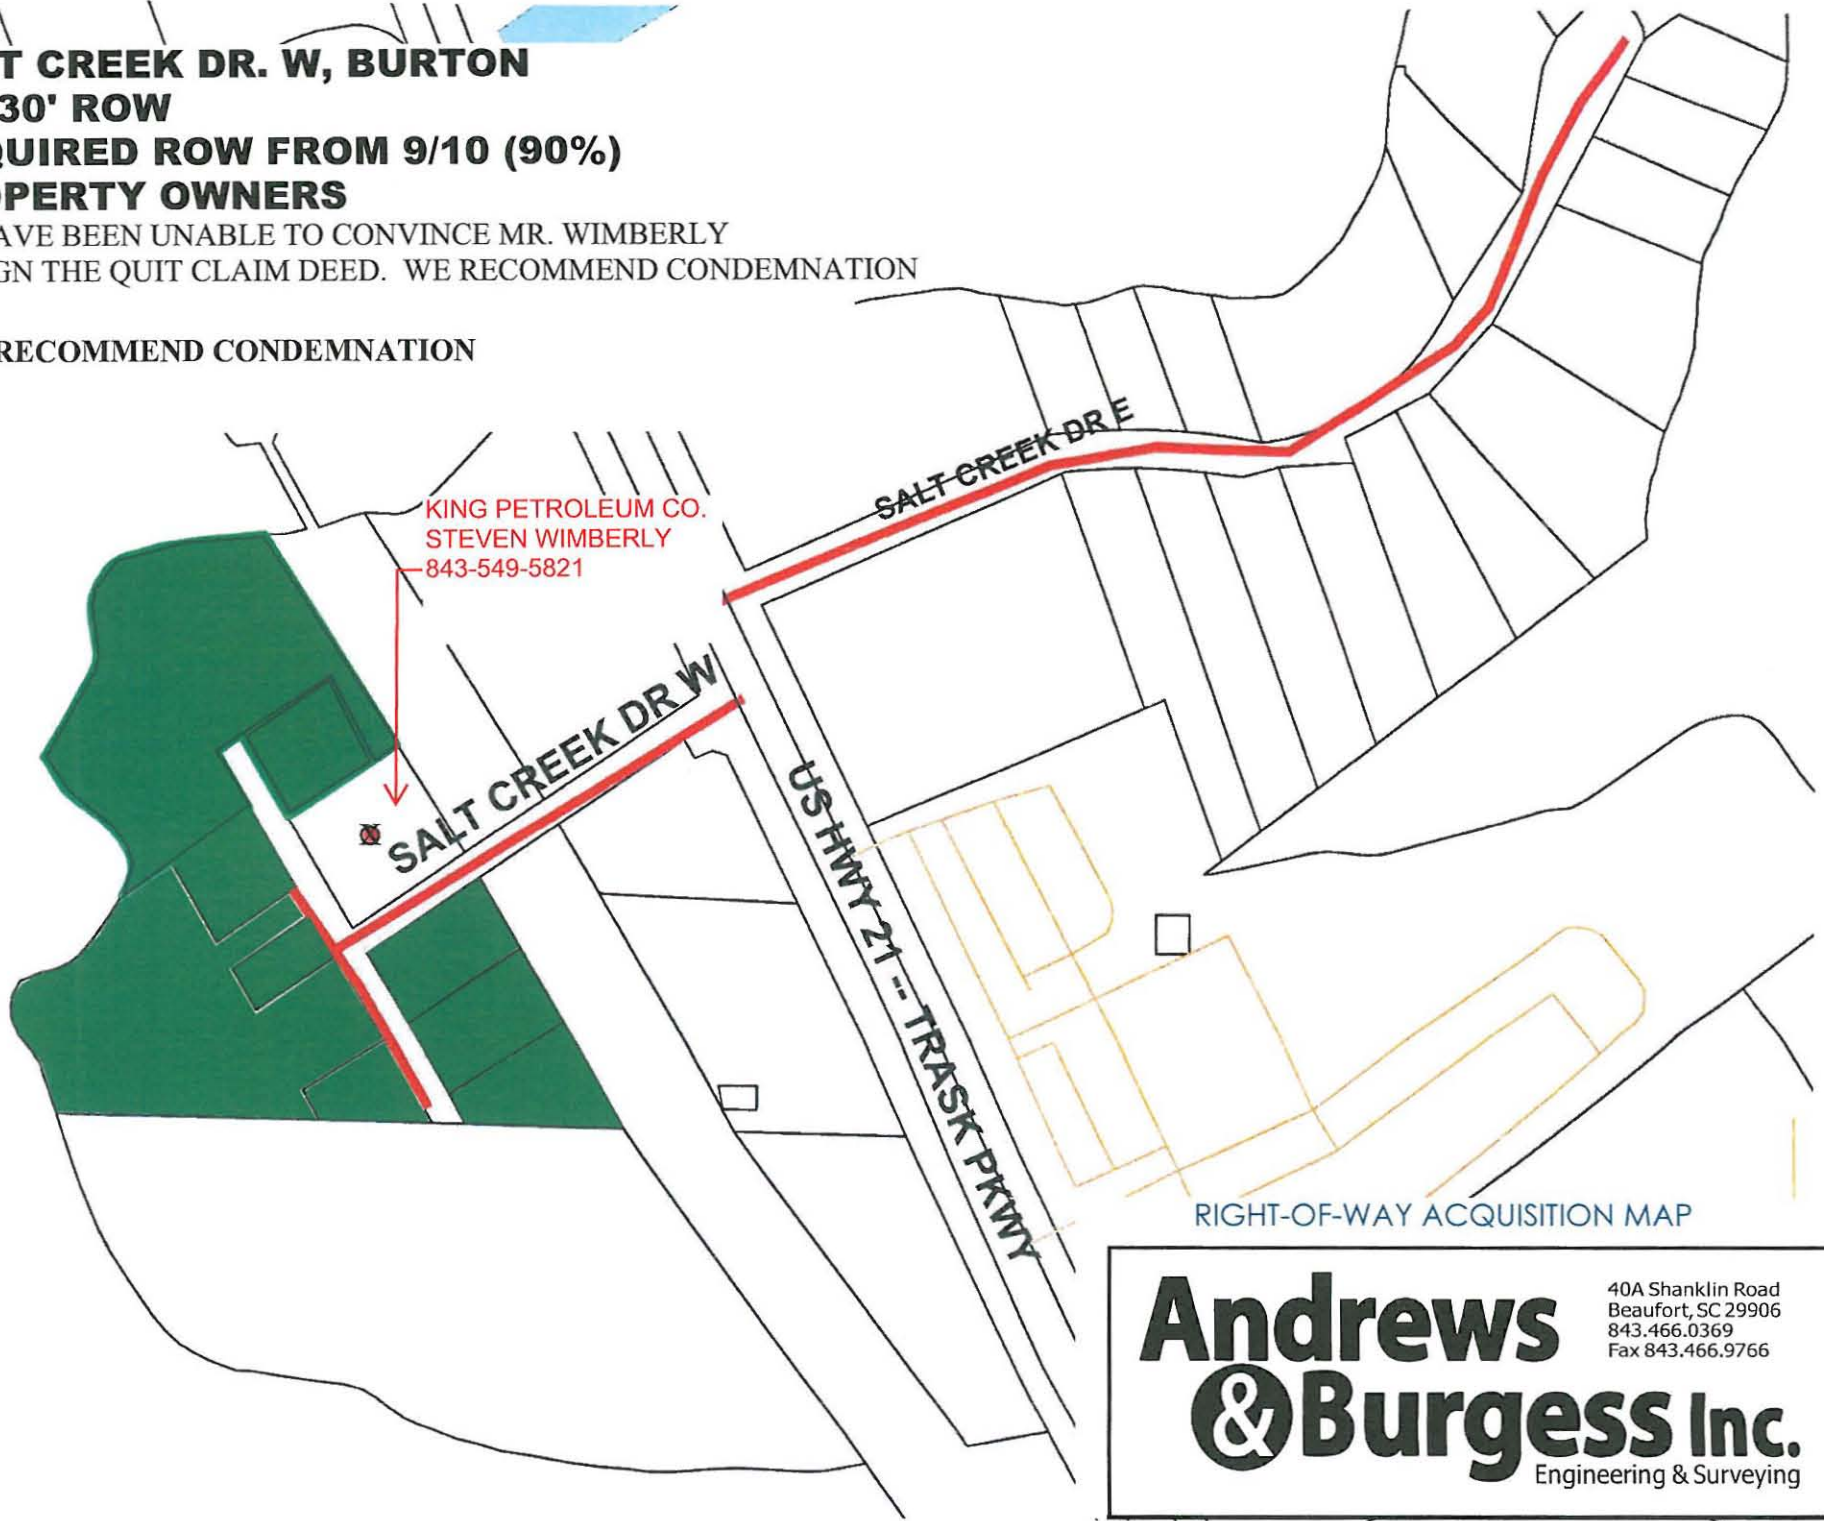 T CREEK DR. W, BURTON
30' ROW
QUIRED ROW FROM 9/10 (90%)
OPERTY OWNERS
AVE BEEN UNABLE TO CONVINCE MR. WIMBERLY
GN THE QUIT CLAIM DEED. WE RECOMMEND CONDEMNATION
RECOMMEND CONDEMNATION
SALT CREEK DR E
KING PETROLEUM CO.
STEVEN WIMBERLY
843-549-5821
SALT CREEK DR W
US HWY 21 -- TRASK PKWY
RIGHT-OF-WAY ACQUISITION MAP
Andrews
& Burgess Inc.
Engineering & Surveying
40A Shanklin Road
Beaufort, SC 29906
843.466.0369
Fax 843.466.9766